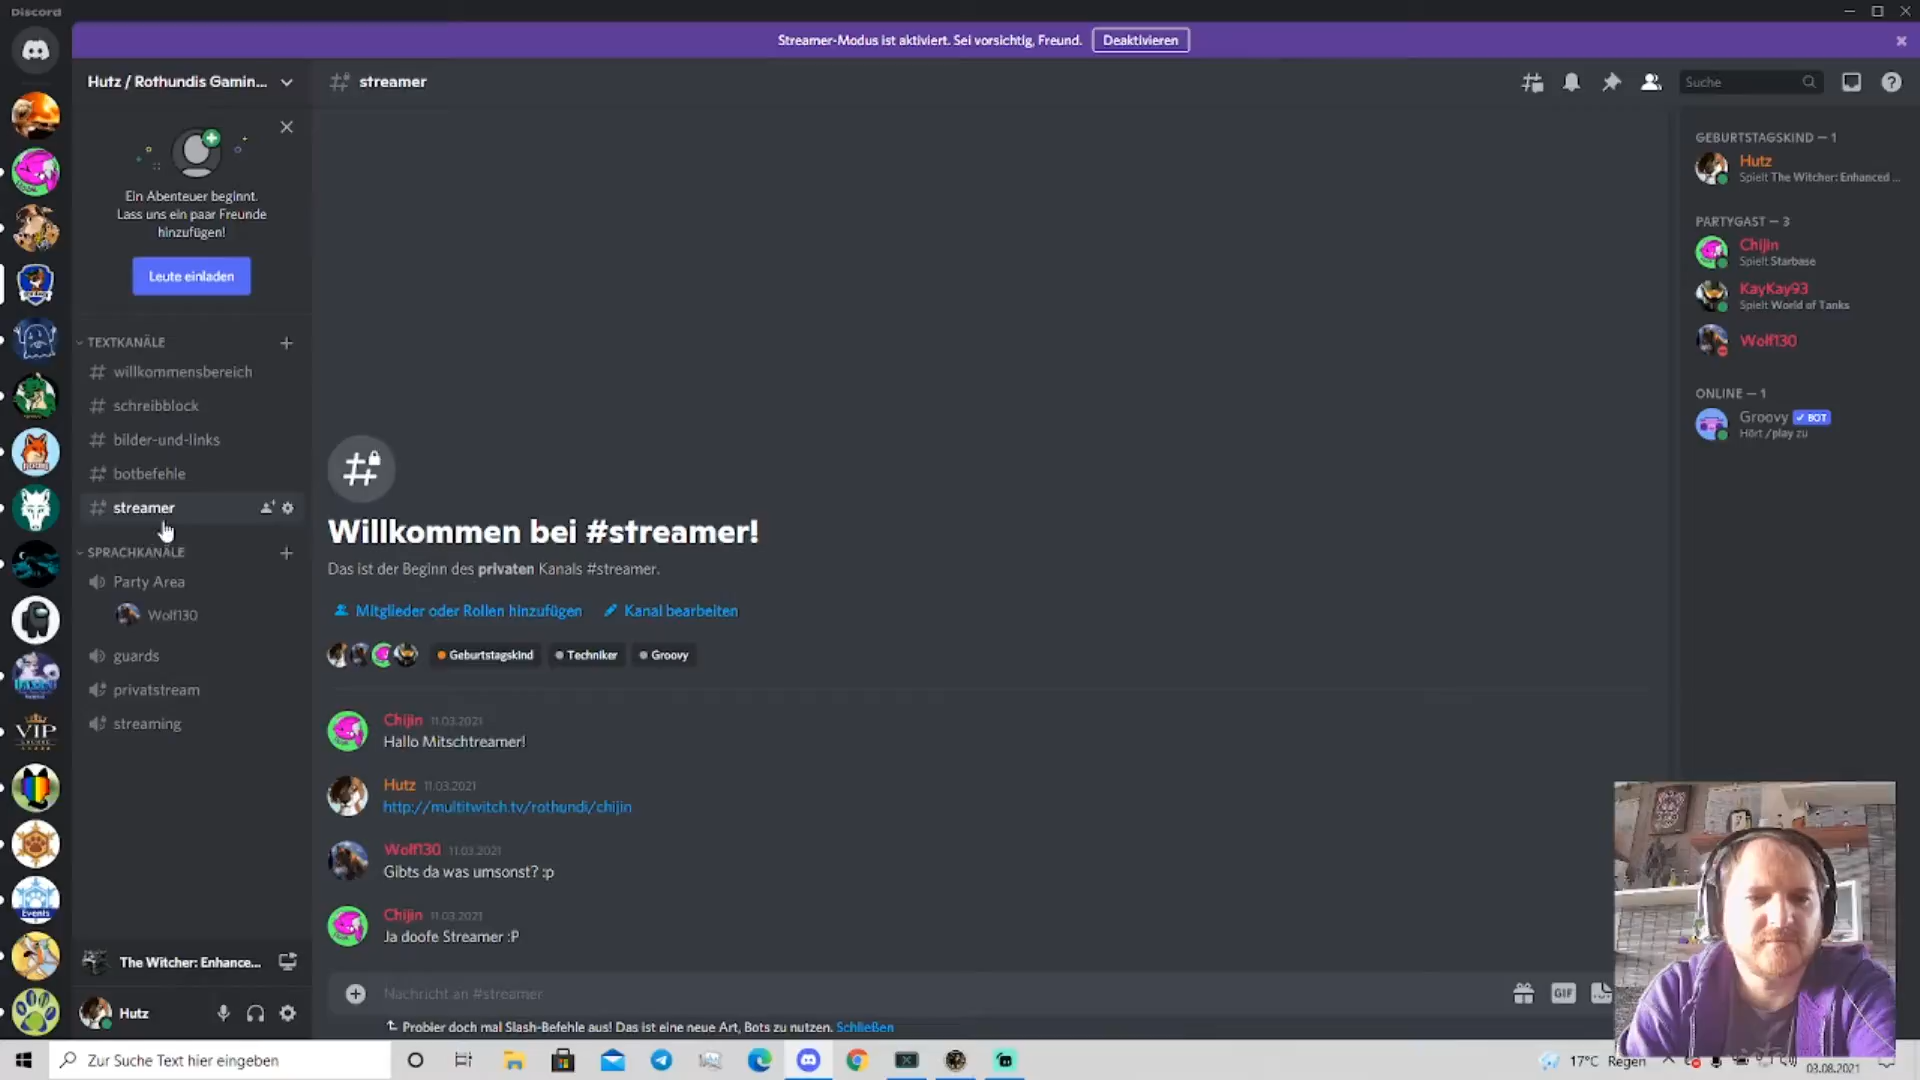 Discord
Streamer-Modus ist aktiviert. Sei vorsichtig, Freund.
Deaktivieren
Hutz / Rothundis Gamin...
streamer
Suche
Ein Abenteuer beginnt.
Lass uns ein paar Freunde
hinzufügen!
Leute einladen
TEXTKANÄLE
willkommensbereich
schreibblock
bilder-und-links
botbefehle
streamer
SPRACHKANÄLE
Party Area
Wolf130
guards
privatstream
streaming
The Witcher: Enhance...
Hutz
VIP
Events
Willkommen bei #streamer!
Das ist der Beginn des privaten Kanals #streamer.
Mitglieder oder Rollen hinzufügen
Kanal bearbeiten
Geburtstagskind
Techniker
Groovy
Chijin 11.03.2021
Hallo Mitschtreamer!
Hutz 11.03.2021
http://multitwitch.tv/rothundi/chijin
Wolf130 11.03.2021
Gibts da was umsonst? :p
Chijin 11.03.2021
Ja doofe Streamer :P
Nachricht an #streamer
GIF
Probier doch mal Slash-Befehle aus! Das ist eine neue Art, Bots zu nutzen. Schließen
GEBURTSTAGSKIND — 1
Hutz
Spielt The Witcher: Enhanced ...
PARTYGAST — 3
Chijin
Spielt Starbase
KayKay93
Spielt World of Tanks
Wolf130
ONLINE — 1
Groovy ✓ BOT
Hört /play zu
Zur Suche Text hier eingeben
17°C Regen
03.08.2021